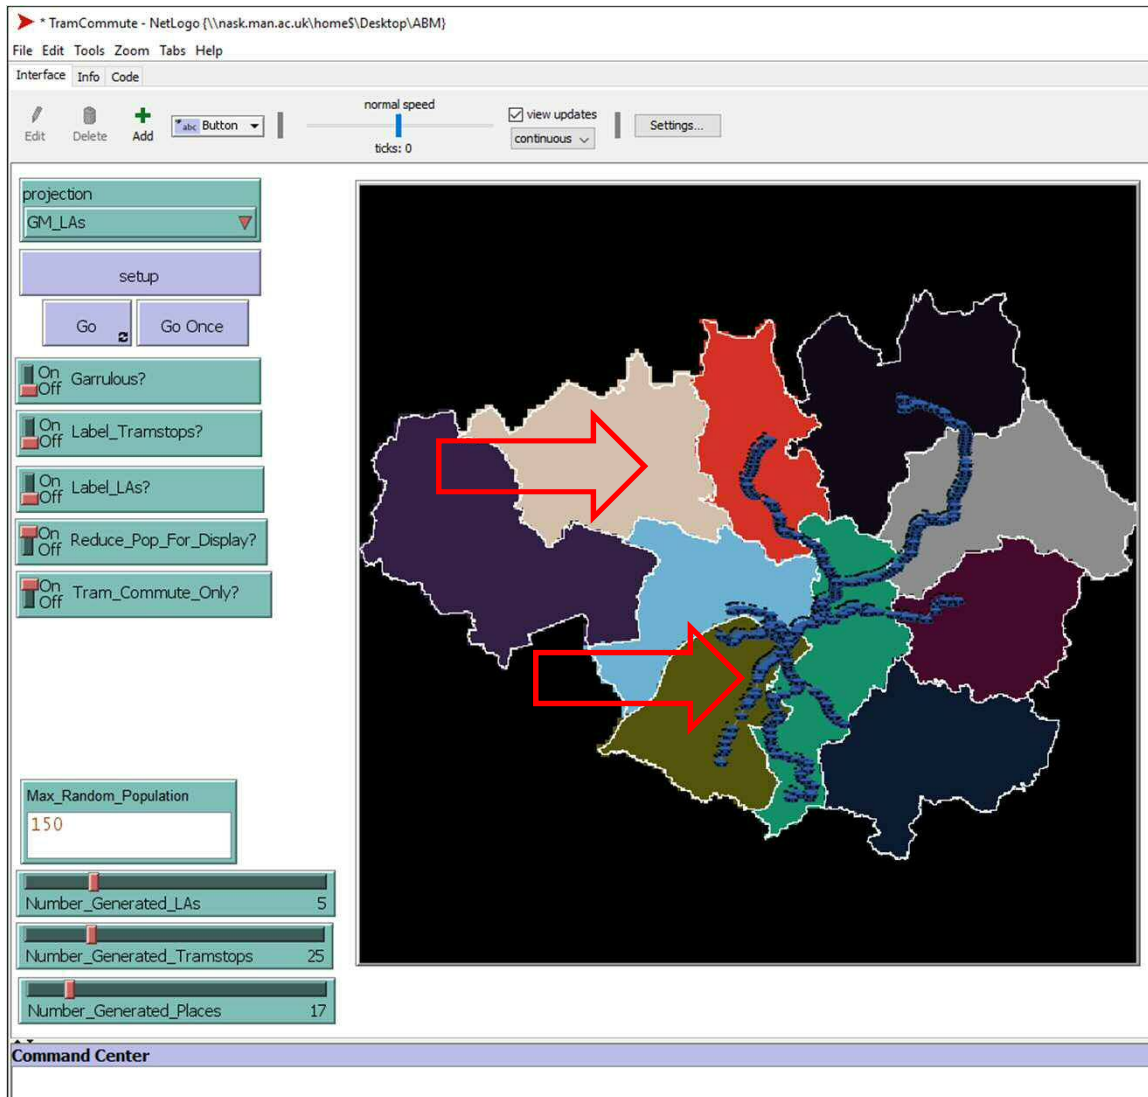 * TramCommute - NetLogo {\\nask.man.ac.uk\home$\Desktop\ABM}
File Edit Tools Zoom Tabs Help
Interface Info Code
Edit Delete Add abc Button normal speed ticks: 0 view updates continuous Settings...
projection
GM_LAs
setup
Go Go Once
On Off Garrulous?
On Off Label_Tramstops?
On Off Label_LAs?
On Off Reduce_Pop_For_Display?
On Off Tram_Commute_Only?
Max_Random_Population
150
Number_Generated_LAs 5
Number_Generated_Tramstops 25
Number_Generated_Places 17
Command Center